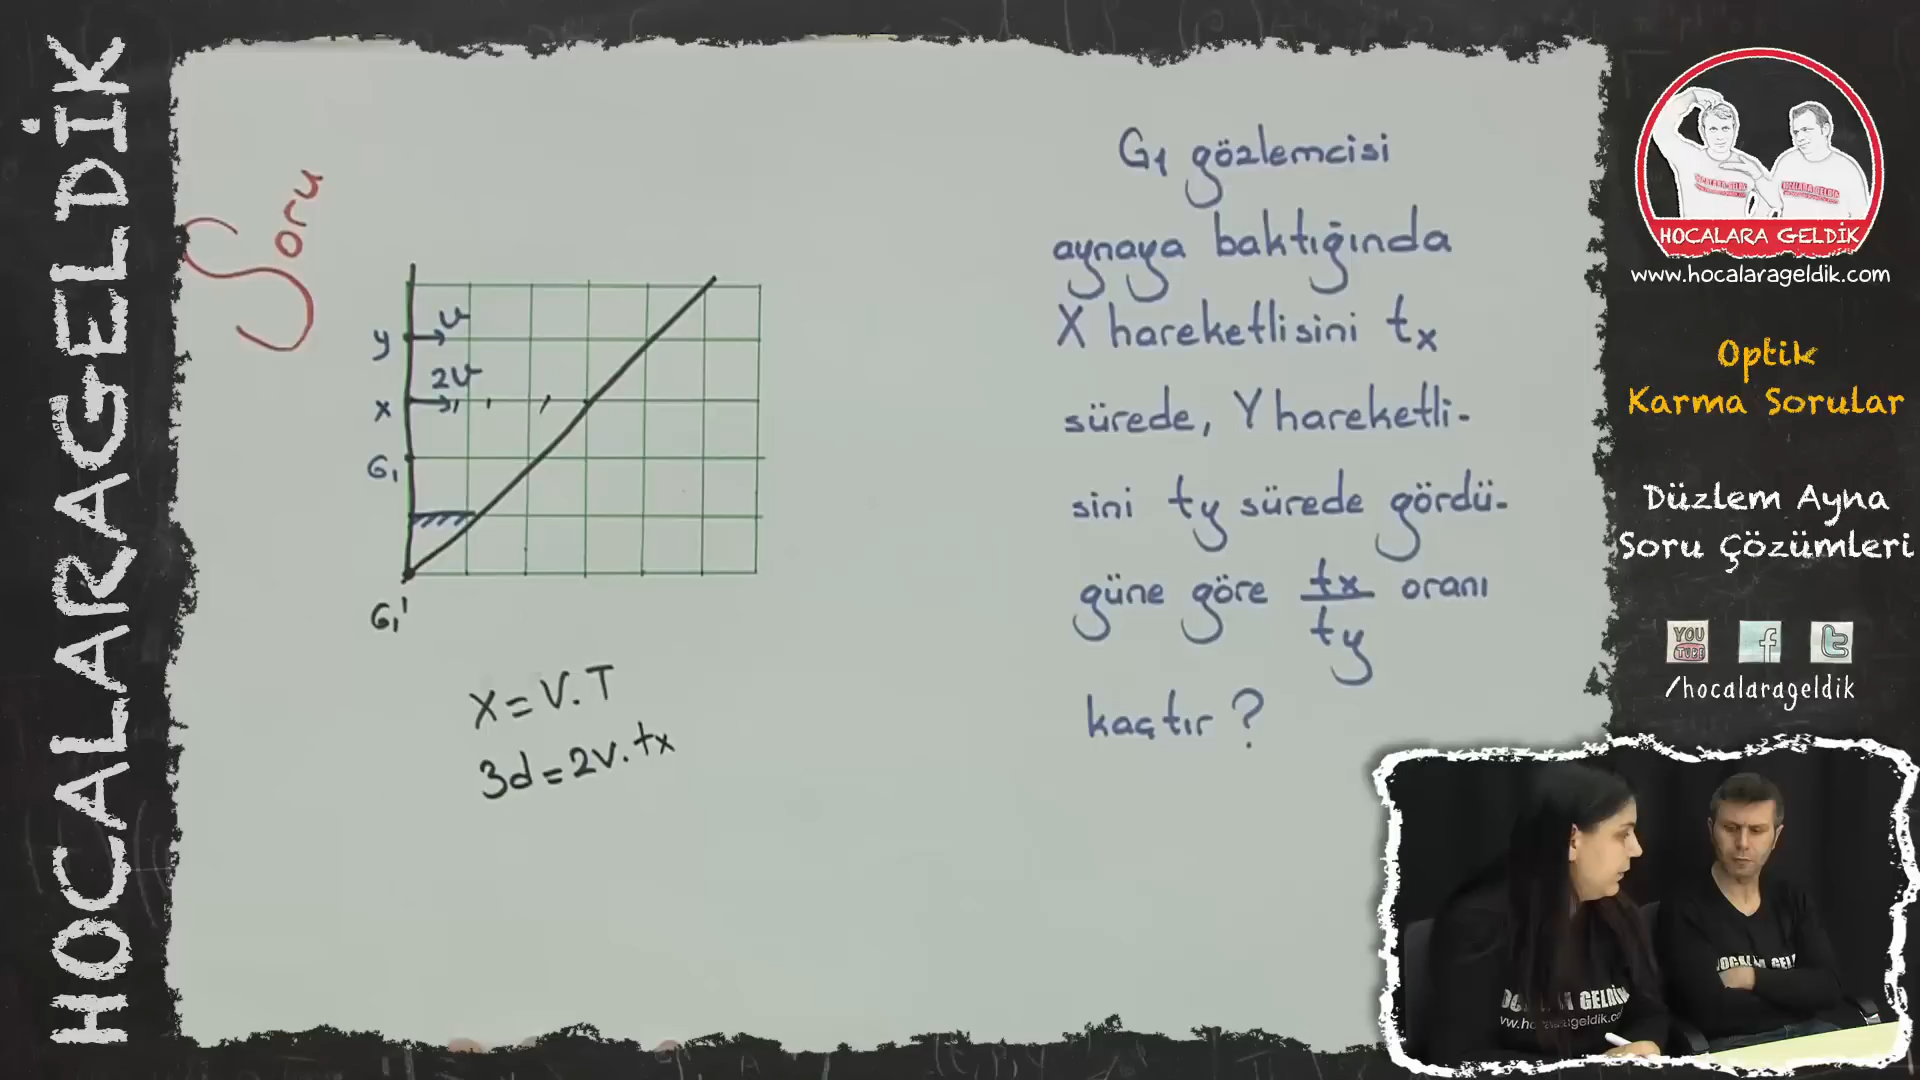 HOCALARAGELDİK
Soru
y
v
x
2v
G1
G1'
X = V.T
3d = 2v.tx
G1 gözlemcisi
aynaya baktığında
X hareketlisini tx
sürede, Y hareketli-
sini ty sürede gördü-
güne göre tx/ty oranı
kaçtır?
HOCALARA GELDİK
www.hocalarageldik.com
Optik
Karma Sorular
Düzlem Ayna
Soru Çözümleri
YOU
TUBE
f
t
/hocalarageldik